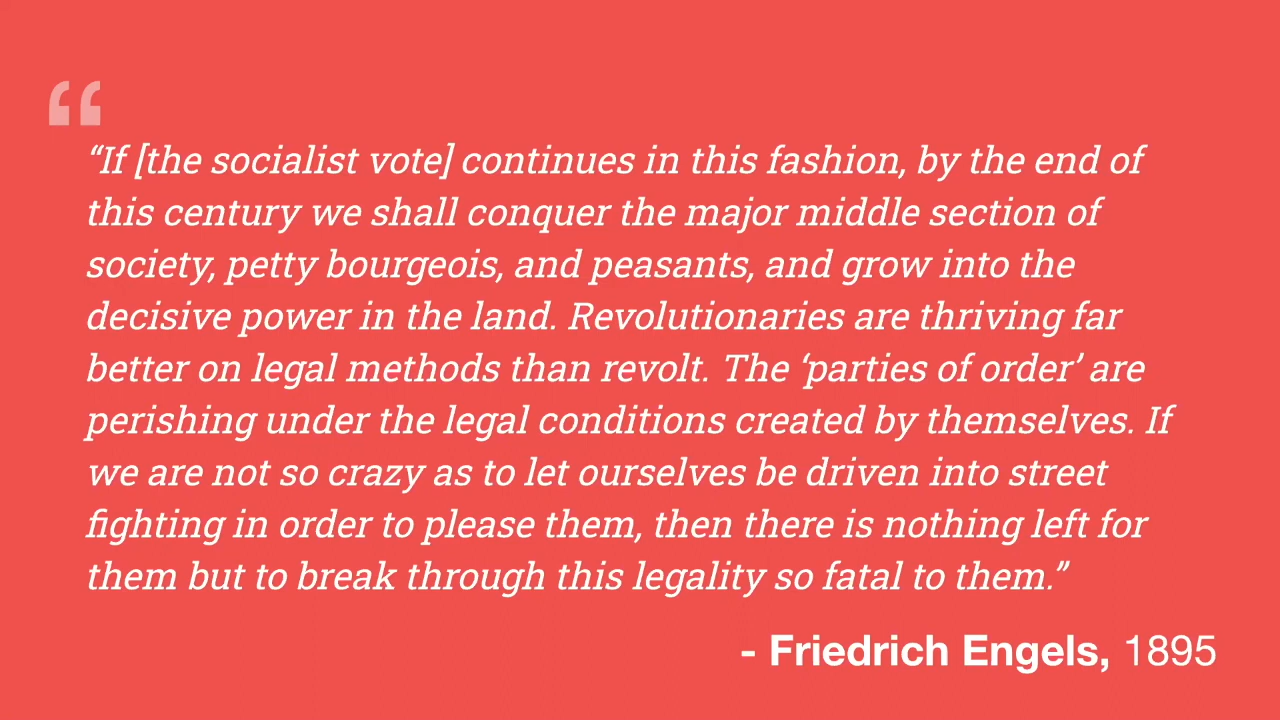 “
“If [the socialist vote] continues in this fashion, by the end of
this century we shall conquer the major middle section of
society, petty bourgeois, and peasants, and grow into the
decisive power in the land. Revolutionaries are thriving far
better on legal methods than revolt. The ‘parties of order’ are
perishing under the legal conditions created by themselves. If
we are not so crazy as to let ourselves be driven into street
fighting in order to please them, then there is nothing left for
them but to break through this legality so fatal to them.”
- Friedrich Engels, 1895